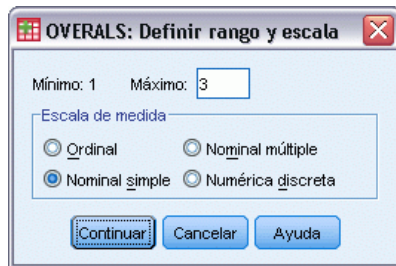 OVERALS: Definir rango y escala
Mínimo: 1 Máximo: 3
Escala de medida
Ordinal Nominal múltiple
Nominal simple Numérica discreta
Continuar Cancelar Ayuda